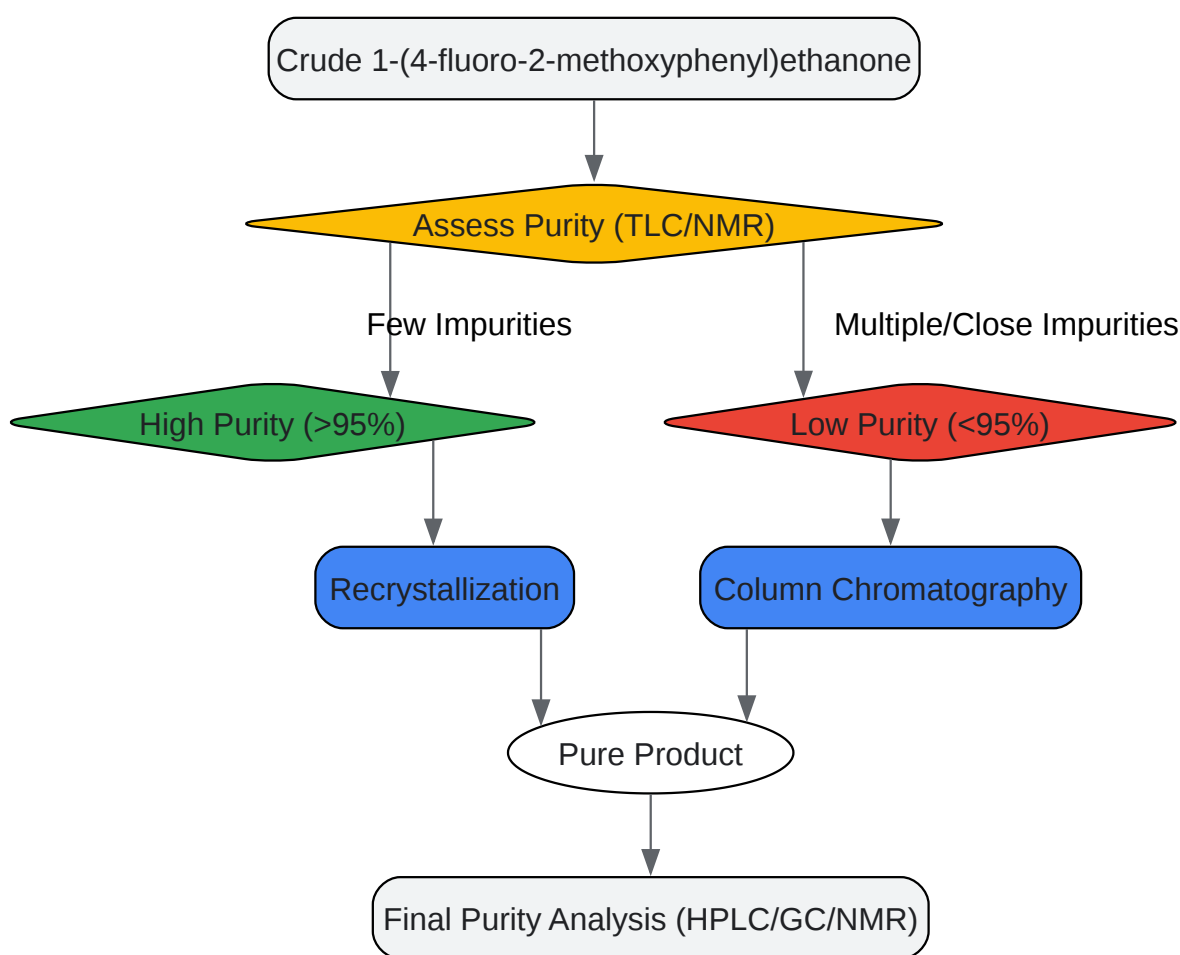 Crude 1-(4-fluoro-2-methoxyphenyl)ethanone
Assess Purity (TLC/NMR)
Few Impurities
Multiple/Close Impurities
High Purity (>95%)
Low Purity (<95%)
Recrystallization
Column Chromatography
Pure Product
Final Purity Analysis (HPLC/GC/NMR)